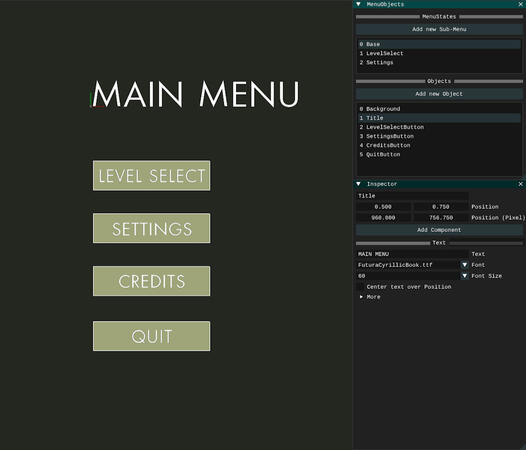 MAIN MENU
LEVEL SELECT
SETTINGS
CREDITS
QUIT
MenuObjects
MenuStates
Add new Sub-Menu
0 Base
1 LevelSelect
2 Settings
Objects
Add new Object
0 Background
1 Title
2 LevelSelectButton
3 SettingsButton
4 CreditsButton
5 QuitButton
Inspector
Title
0.500 0.750 Position
960.000 756.750 Position (Pixel)
Add Component
Text
MAIN MENU Text
FuturaCyrillicBook.ttf Font
60 Font Size
Center text over Position
More